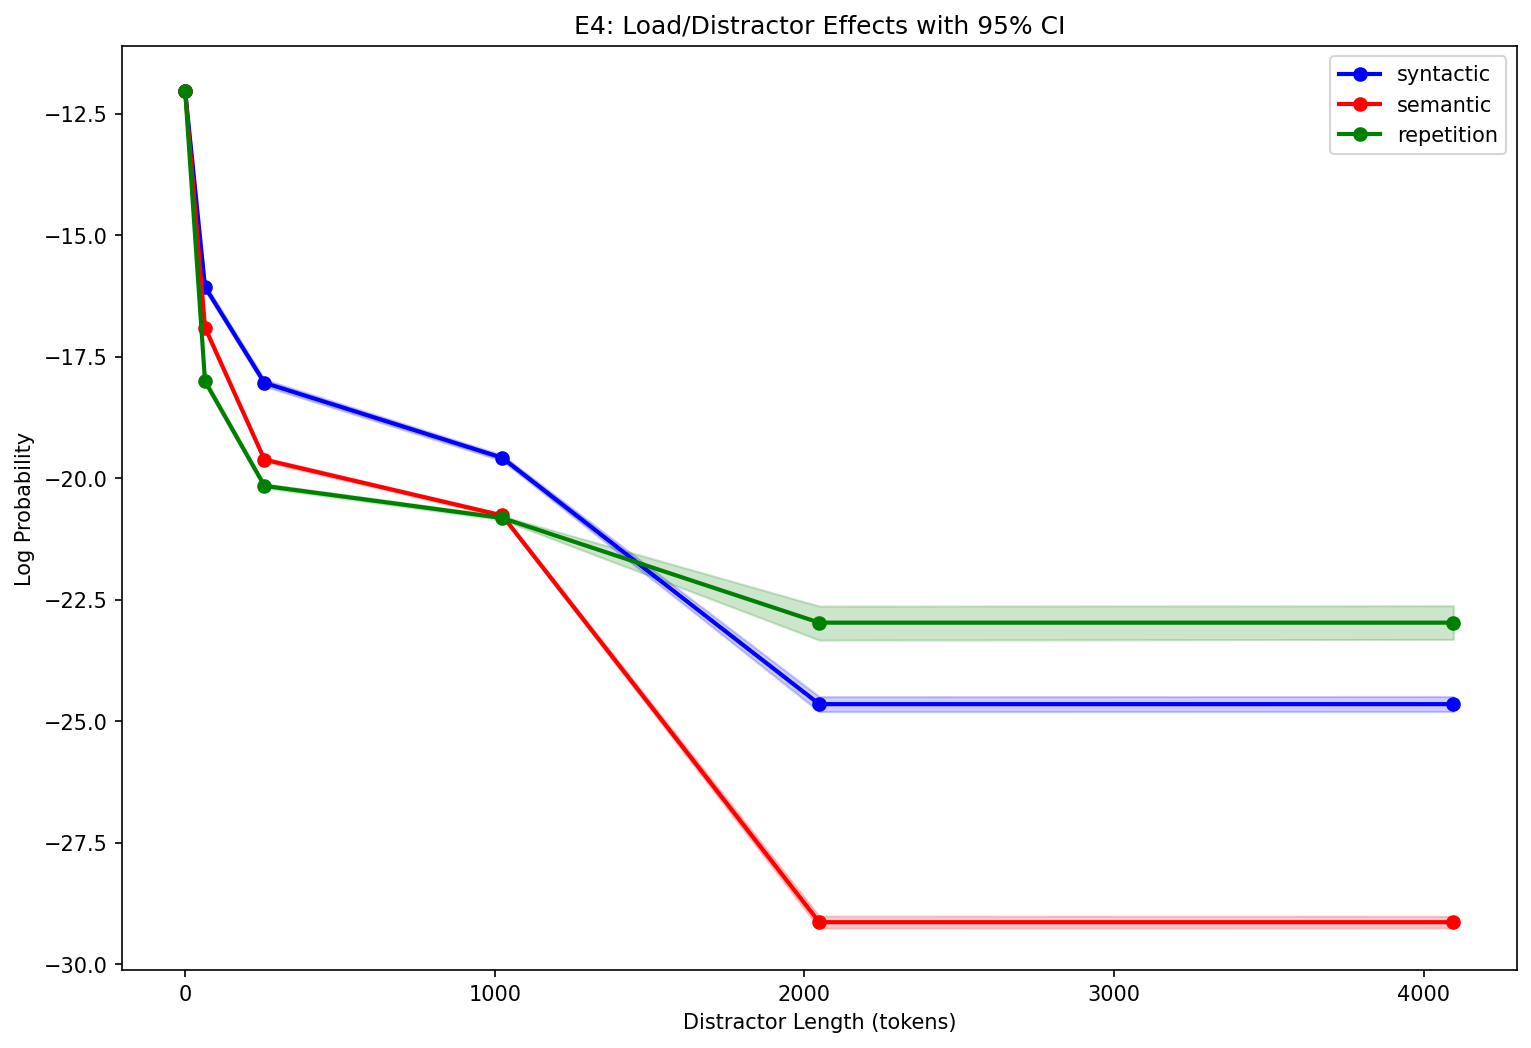 E4: Load/Distractor Effects with 95% CI
syntactic
semantic
repetition
−12.5
−15.0
−17.5
−20.0
−22.5
−25.0
−27.5
−30.0
Log Probability
0
1000
2000
3000
4000
Distractor Length (tokens)